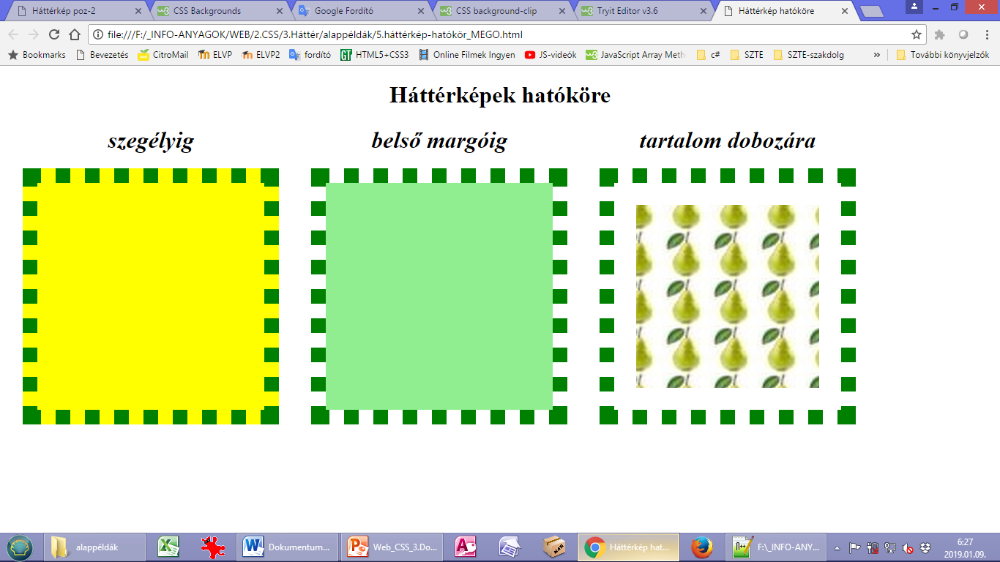 Háttérkép poz-2
CSS Backgrounds
Google Fordító
CSS background-clip
Tryit Editor v3.6
Háttérkép hatóköre
file:///F:/_INFO-ANYAGOK/WEB/2.CSS/3.Háttér/alappéldák/5.háttérkép-hatókör_MEGO.html
Bookmarks Bevezetés CitroMail ELVP ELVP2 fordító HTML5+CSS3 Online Filmek Ingyen JS-videók JavaScript Array Meth c# SZTE SZTE-szakdolg » További könyvjelzők
Háttérképek hatóköre
szegélyig
belső margóig
tartalom dobozára
alappéldák
Dokumentum...
Web_CSS_3.Do...
Háttérkép hat...
F:\_INFO-ANY...
6:27
2019.01.09.